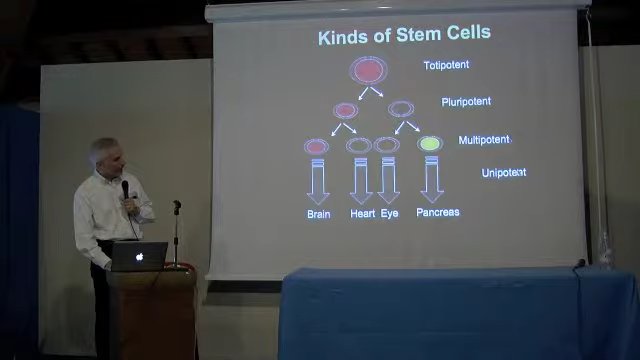 Kinds of Stem Cells
Totipotent
Pluripotent
Multipotent
Unipotent
Brain Heart Eye Pancreas